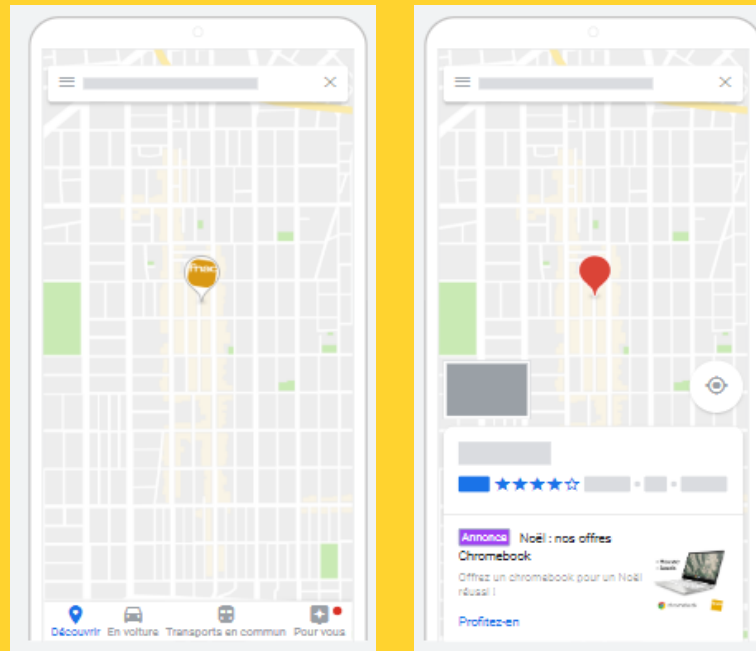 fnac
Découvrir En voiture Transports en commun Pour vous
Annonce Noël : nos offres
Chromebook
Offrez un chromebook pour un Noël
réussi !
Profitez-en
chromebook